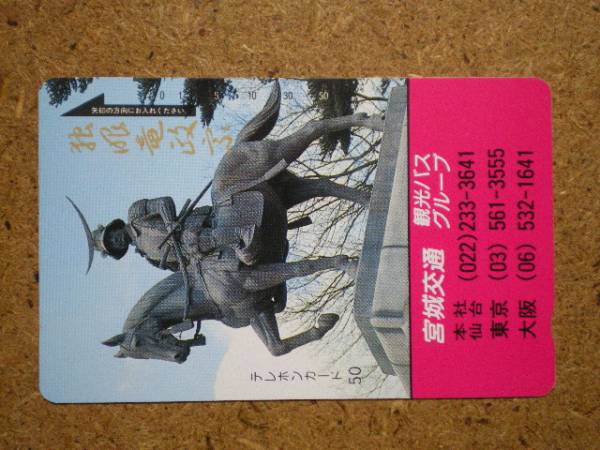 矢印の方向にお入れください。
0 1 5 10 30 50
独眼竜政宗
テレホンカード 50
宮城交通 観光バス
グループ
本社
仙台 (022)233-3641
東京 (03) 561-3555
大阪 (06) 532-1641